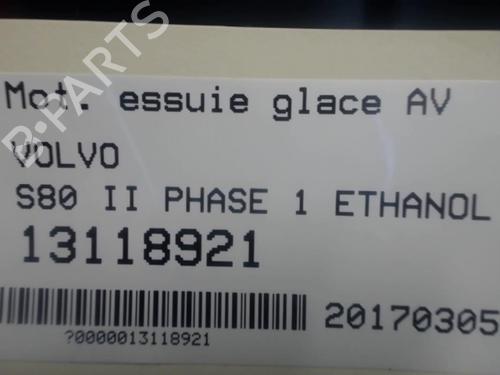 Mot. essuie glace AV
VOLVO
S80 II PHASE 1 ETHANOL
13118921
20170305
?0000013118921
B-PARTS